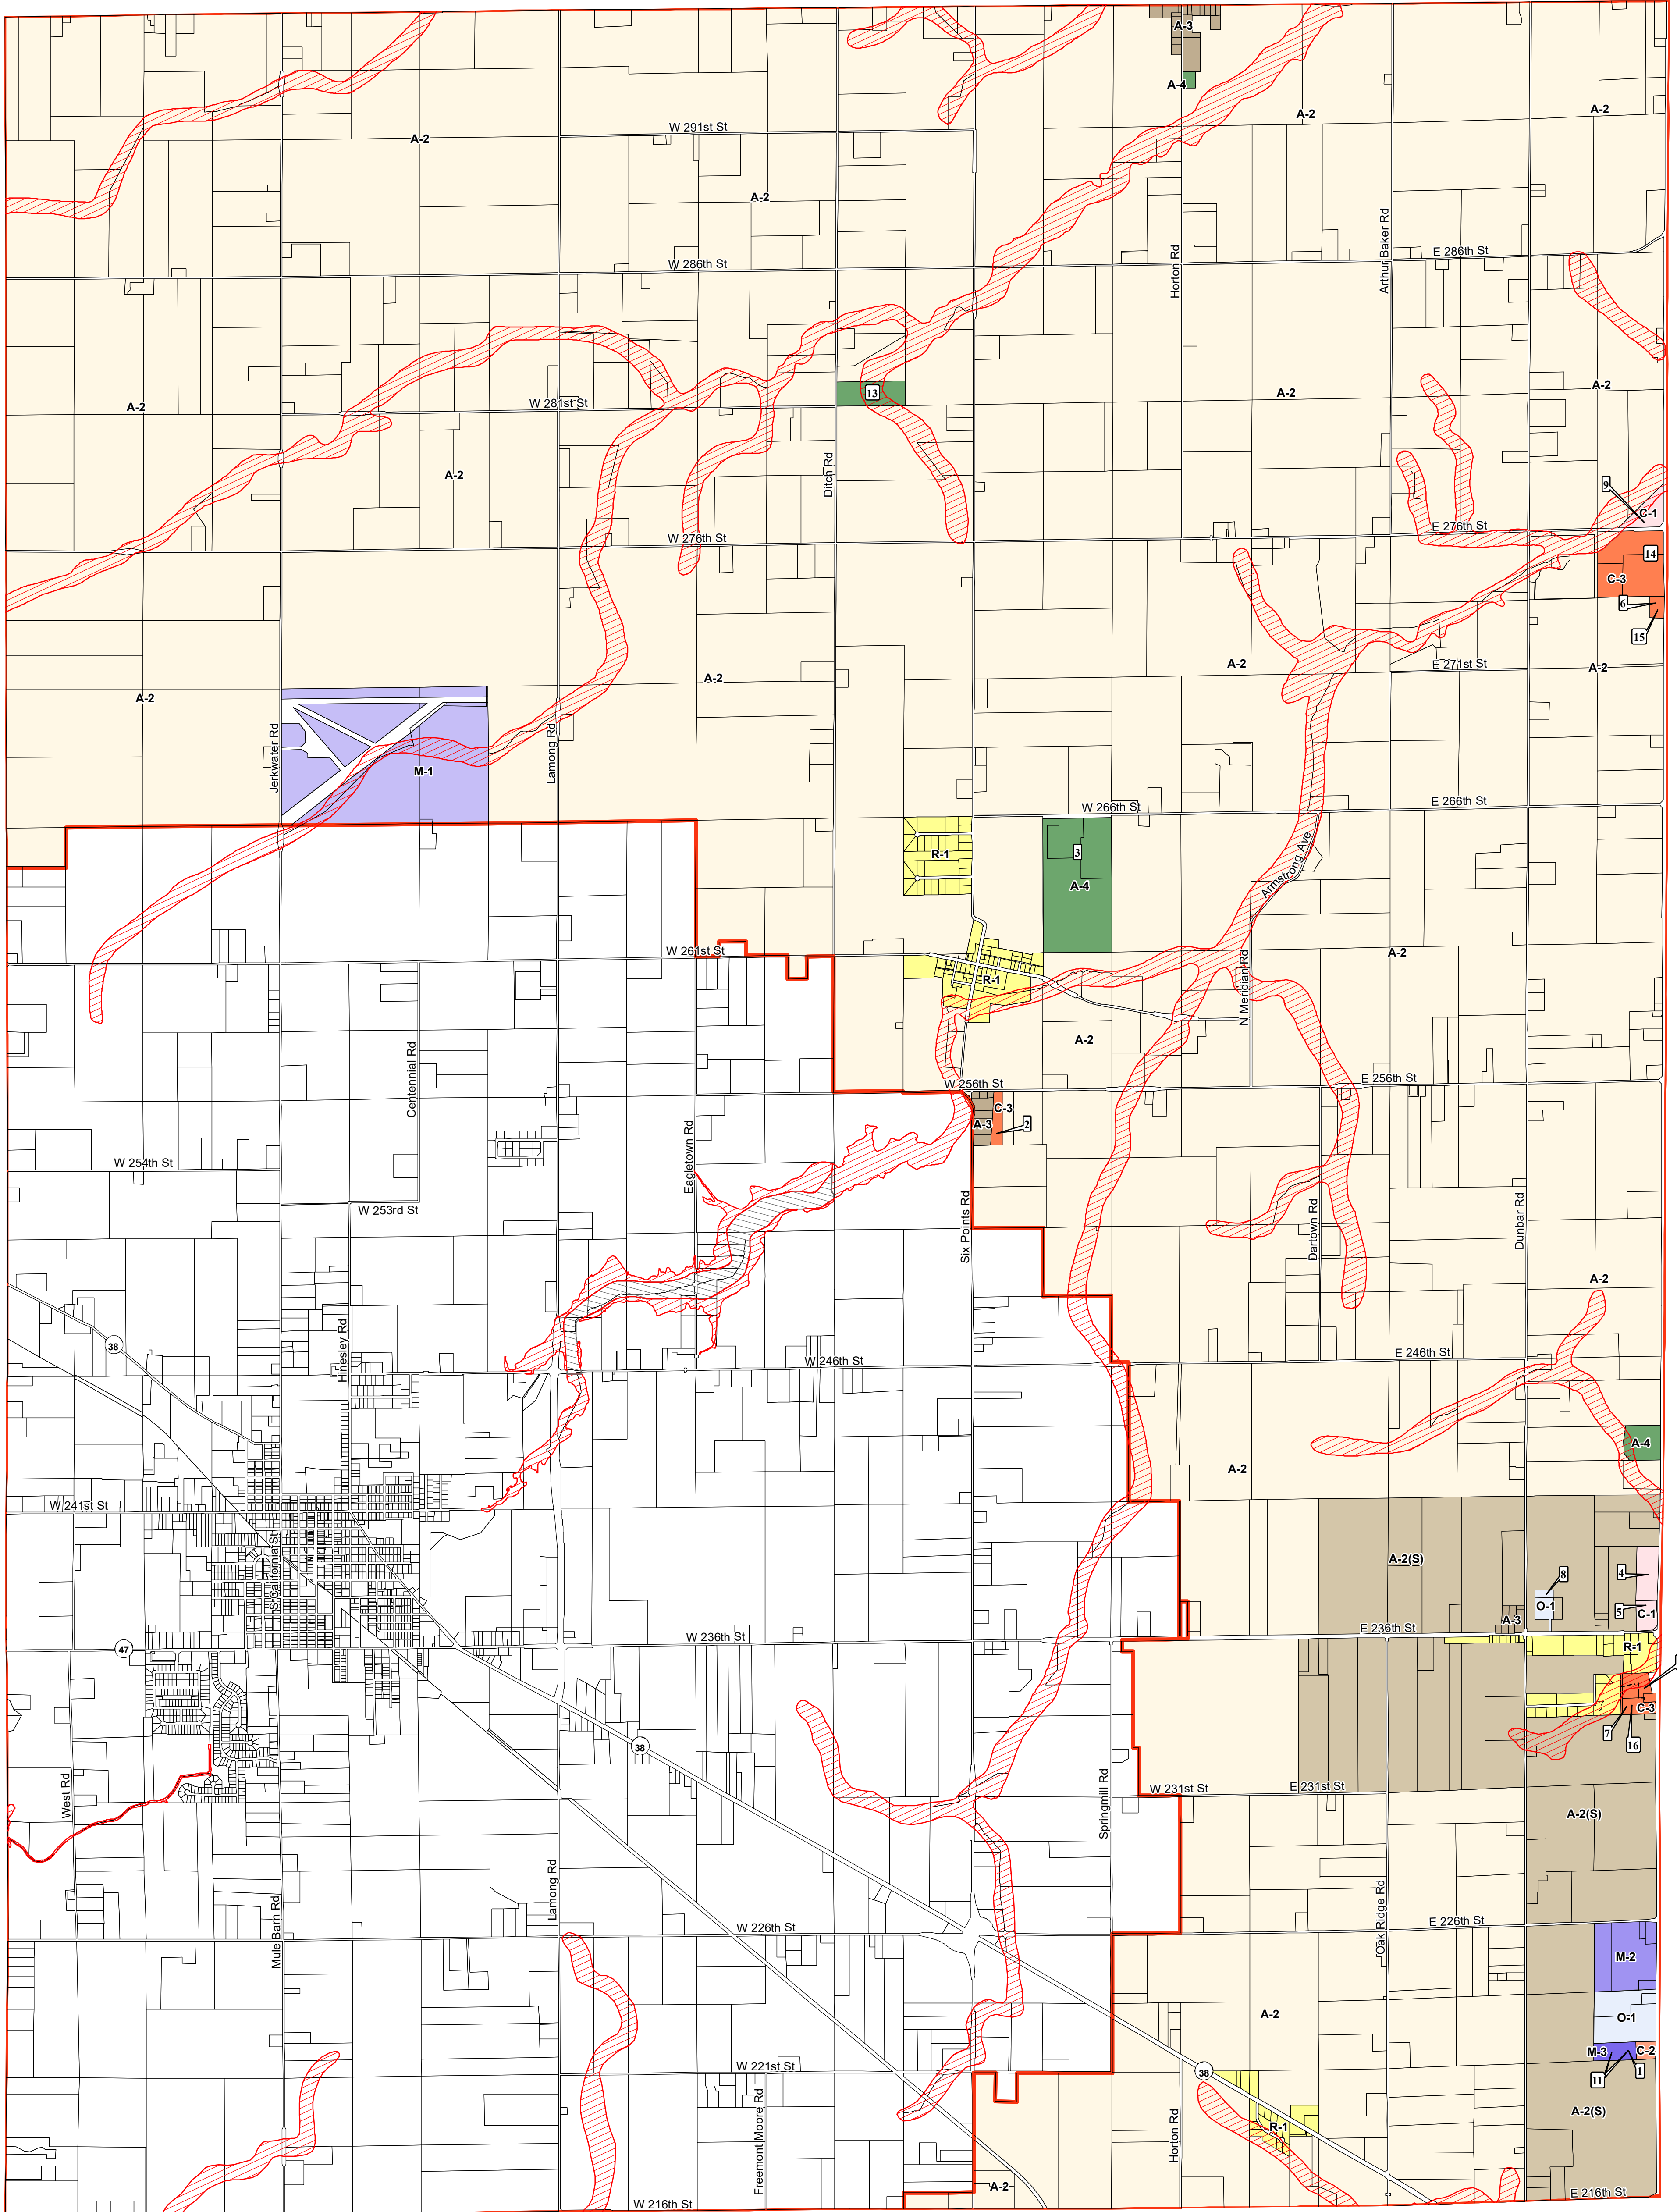 A-3
A-4
A-2
A-2
W 291st St
A-2
A-2
Horton Rd
Arthur Baker Rd
E 286th St
W 286th St
A-2
13
A-2
W 281st St
A-2
A-2
Ditch Rd
9
C-1
E 276th St
W 276th St
14
C-3
6
15
A-2
E 271st St
A-2
A-2
A-2
Jerkwater Rd
Lamong Rd
M-1
W 266th St
E 266th St
R-1
3
A-4
Armstrong Ave
W 261st St
A-2
R-1
N Meridian Rd
A-2
Centennial Rd
W 256th St
E 256th St
C-3
A-3
2
Eagletown Rd
W 254th St
W 253rd St
Six Points Rd
Dartown Rd
Dunbar Rd
A-2
38
Hinesley Rd
W 246th St
E 246th St
A-4
A-2
W 241st St
S California St
A-2(S)
8
4
O-1
5
C-1
A-3
E 236th St
W 236th St
47
R-1
C-3
7
16
38
West Rd
W 231st St
E 231st St
Springmill Rd
A-2(S)
Mule Barn Rd
Lamong Rd
Oak Ridge Rd
W 226th St
E 226th St
M-2
A-2
O-1
M-3
C-2
W 221st St
38
11
1
Freemont Moore Rd
Horton Rd
R-1
A-2(S)
A-2
E 216th St
W 216th St